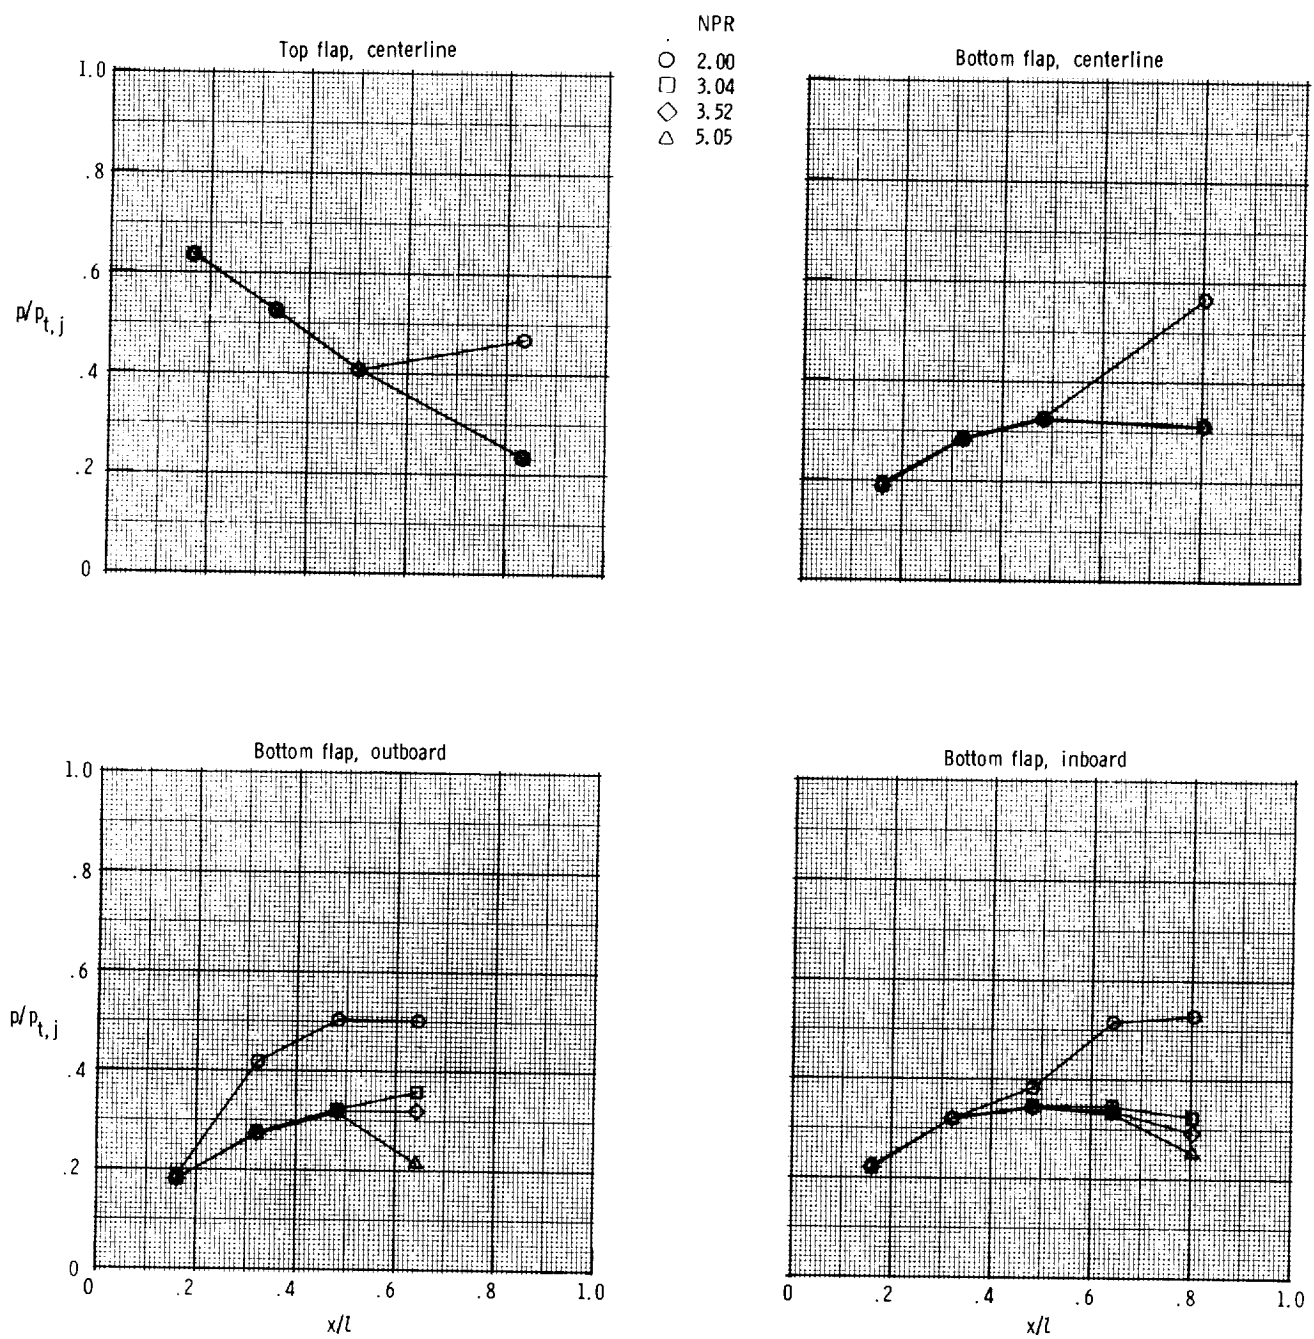 NPR
2.00
3.04
3.52
5.05
Top flap, centerline
Bottom flap, centerline
1.0
.8
.6
.4
.2
0
p/p_t,j
Bottom flap, outboard
Bottom flap, inboard
1.0
.8
.6
.4
.2
0
p/p_t,j
0 .2 .4 .6 .8 1.0
x/l
0 .2 .4 .6 .8 1.0
x/l